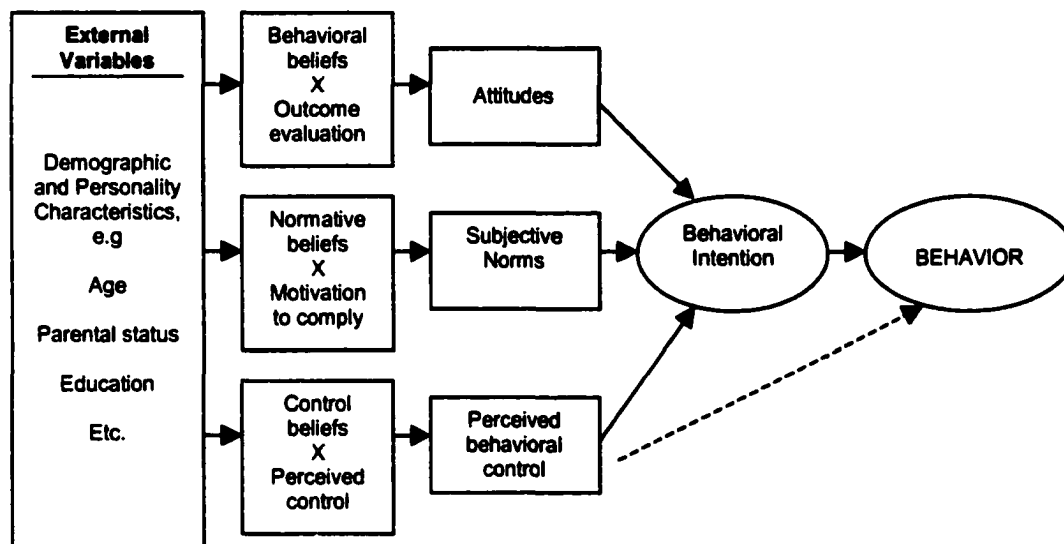 External
Variables
Demographic
and Personality
Characteristics,
e.g
Age
Parental status
Education
Etc.
Behavioral
beliefs
X
Outcome
evaluation
Attitudes
Normative
beliefs
X
Motivation
to comply
Subjective
Norms
Control
beliefs
X
Perceived
control
Perceived
behavioral
control
Behavioral
Intention
BEHAVIOR